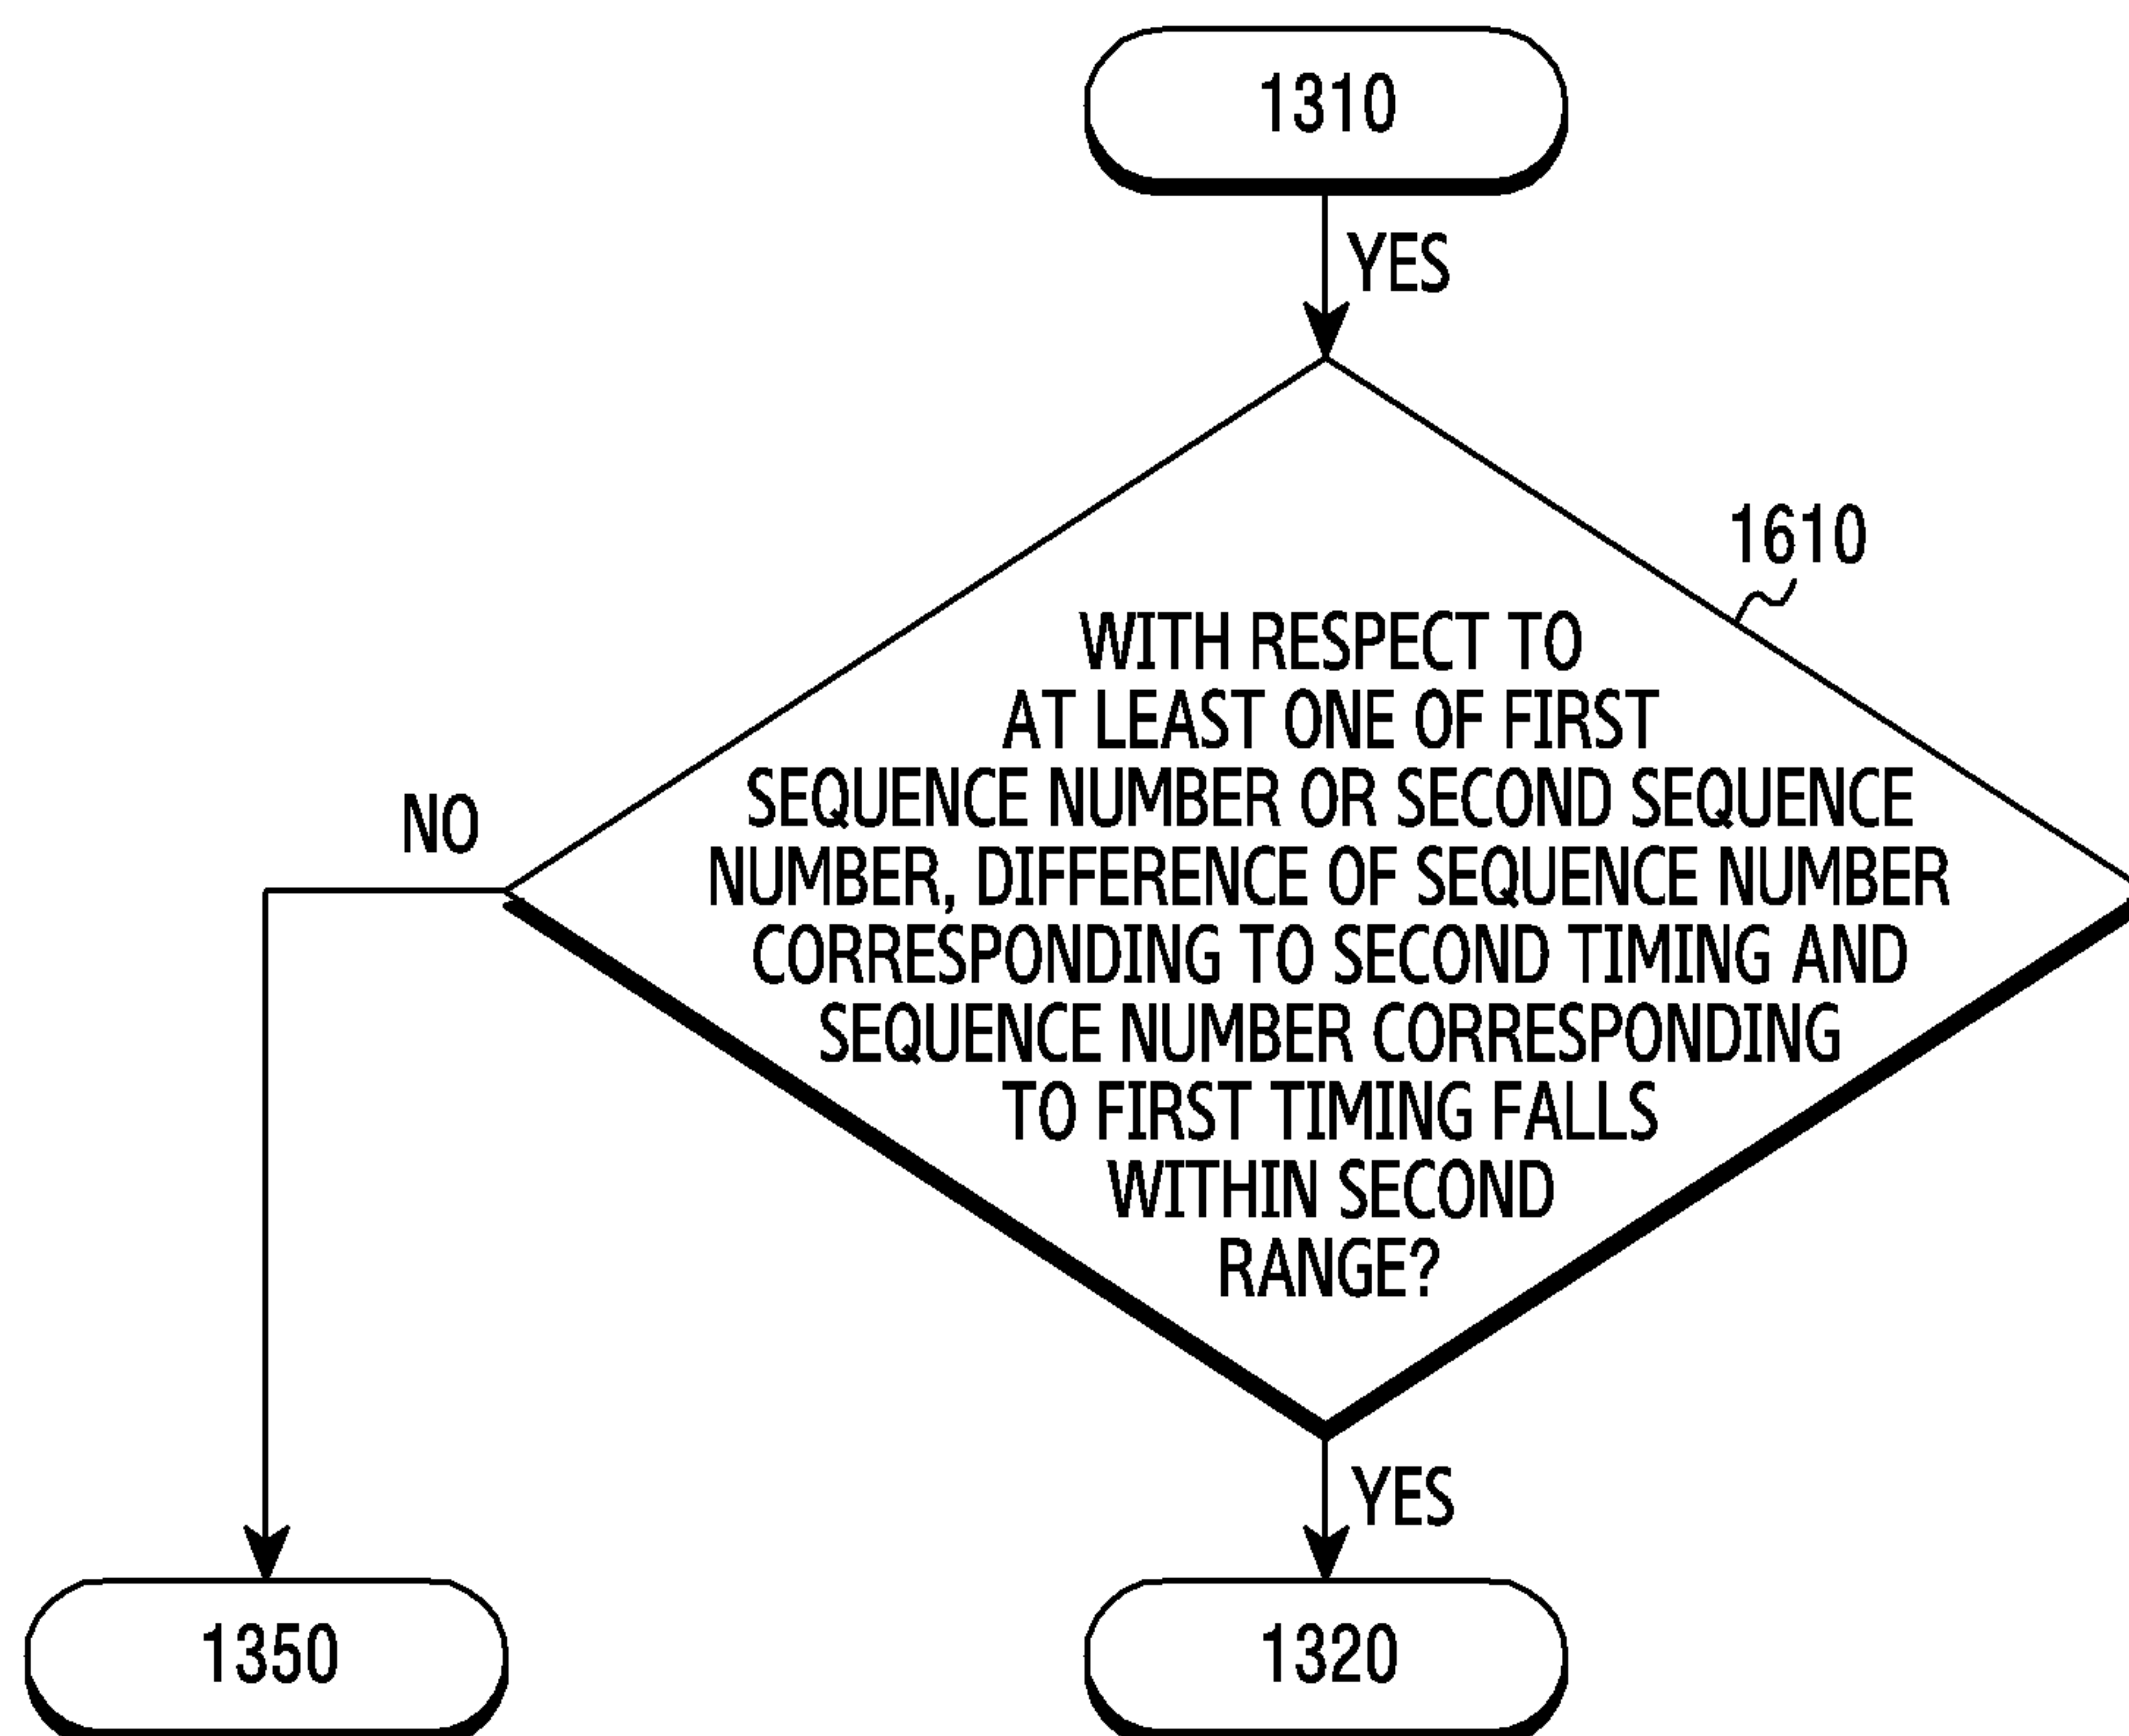 1310
YES
1610
WITH RESPECT TO
AT LEAST ONE OF FIRST
SEQUENCE NUMBER OR SECOND SEQUENCE
NUMBER, DIFFERENCE OF SEQUENCE NUMBER
CORRESPONDING TO SECOND TIMING AND
SEQUENCE NUMBER CORRESPONDING
TO FIRST TIMING FALLS
WITHIN SECOND
RANGE?
NO
YES
1350
1320